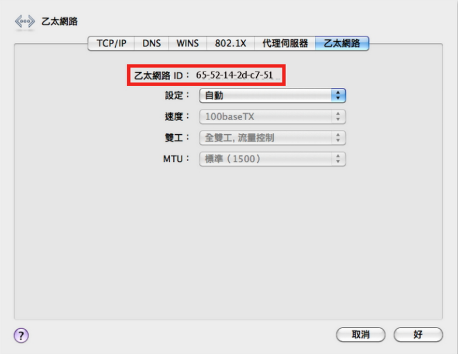 乙太網路
TCP/IP DNS WINS 802.1X 代理伺服器 乙太網路
乙太網路 ID： 65-52-14-2d-c7-51
設定： 自動
速度： 100baseTX
雙工： 全雙工, 流量控制
MTU： 標準（1500）
? 取消 好